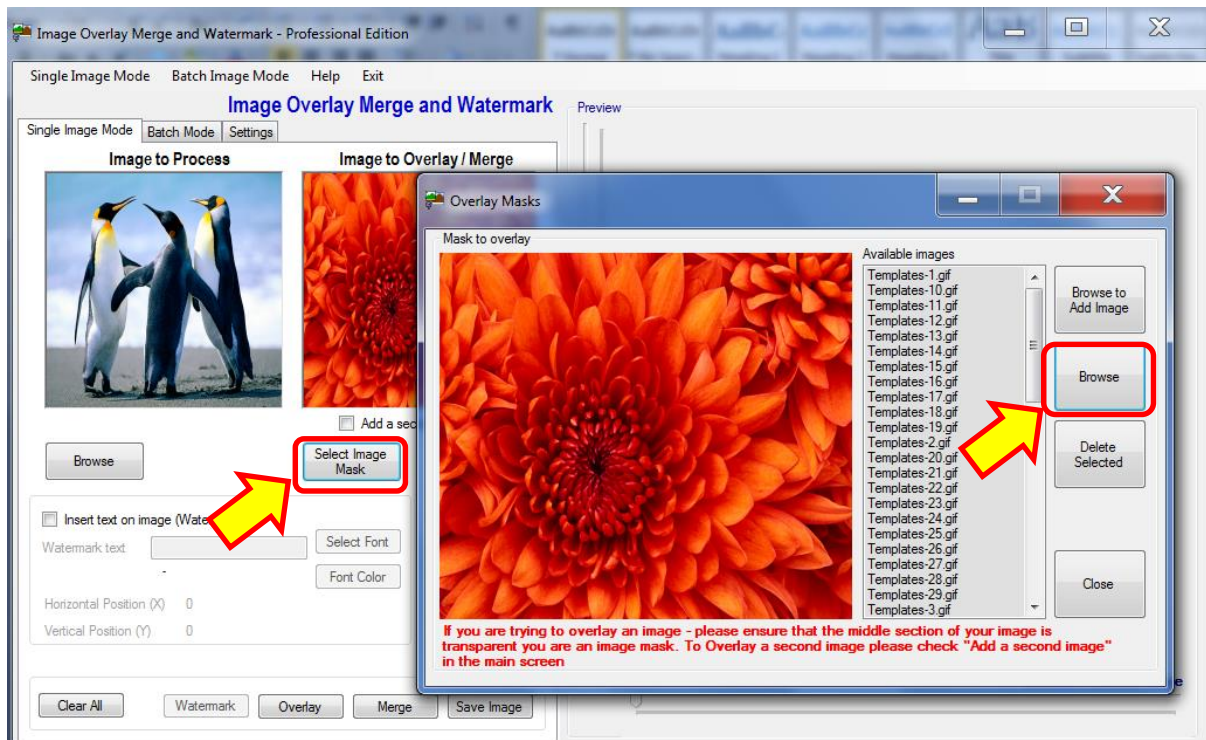 Image Overlay Merge and Watermark - Professional Edition
Single Image Mode Batch Image Mode Help Exit
Image Overlay Merge and Watermark
Single Image Mode Batch Mode Settings
Image to Process
Image to Overlay / Merge
Add a sec
Browse
Select Image
Mask
Insert text on image (Wate
Watermark text
Select Font
-
Font Color
Horizontal Position (X) 0
Vertical Position (Y) 0
Clear All Watermark Overlay Merge Save Image
Preview
Overlay Masks
Mask to overlay
Available images
Templates-1.gif
Templates-10.gif
Templates-11.gif
Templates-12.gif
Templates-13.gif
Templates-14.gif
Templates-15.gif
Templates-16.gif
Templates-17.gif
Templates-18.gif
Templates-19.gif
Templates-2.gif
Templates-20.gif
Templates-21.gif
Templates-22.gif
Templates-23.gif
Templates-24.gif
Templates-25.gif
Templates-26.gif
Templates-27.gif
Templates-28.gif
Templates-29.gif
Templates-3.gif
Browse to
Add Image
Browse
Delete
Selected
Close
If you are trying to overlay an image - please ensure that the middle section of your image is
transparent you are an image mask. To Overlay a second image please check "Add a second image"
in the main screen